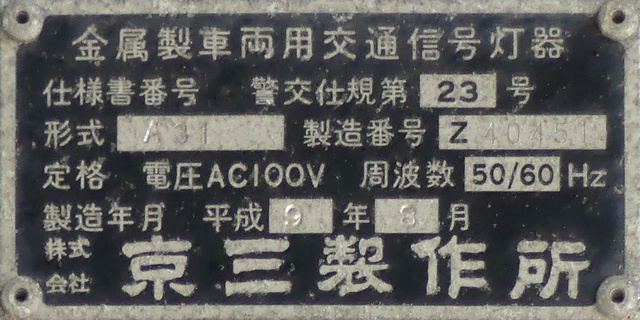 金属製車両用交通信号灯器
仕様書番号 警交仕規第 23 号
形式 A31 製造番号 Z 404515
定格 電圧AC100V 周波数 50/60 Hz
製造年月 平成 9 年 8 月
株式会社 京三製作所